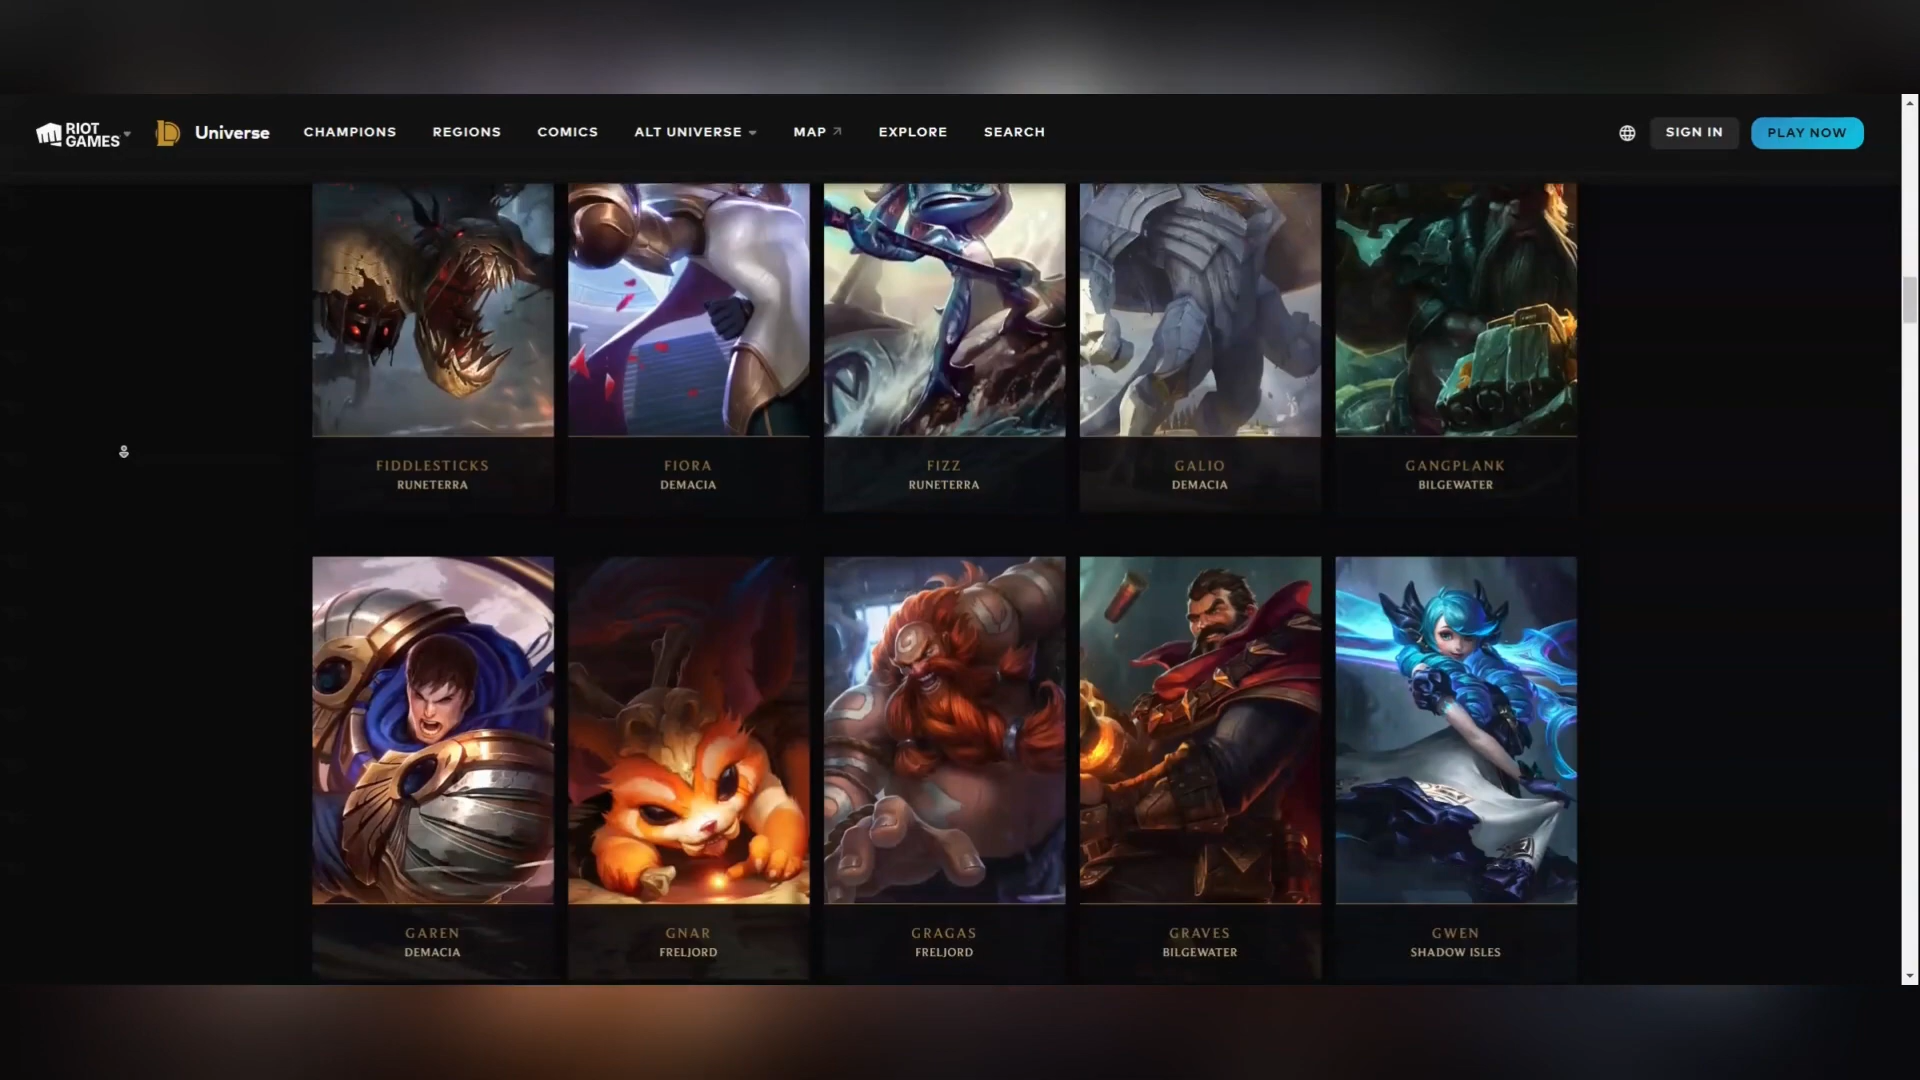 RIOT GAMES Universe CHAMPIONS REGIONS COMICS ALT UNIVERSE MAP EXPLORE SEARCH SIGN IN PLAY NOW
FIDDLESTICKS
RUNETERRA
FIORA
DEMACIA
FIZZ
RUNETERRA
GALIO
DEMACIA
GANGPLANK
BILGEWATER
GAREN
DEMACIA
GNAR
FRELJORD
GRAGAS
FRELJORD
GRAVES
BILGEWATER
GWEN
SHADOW ISLES